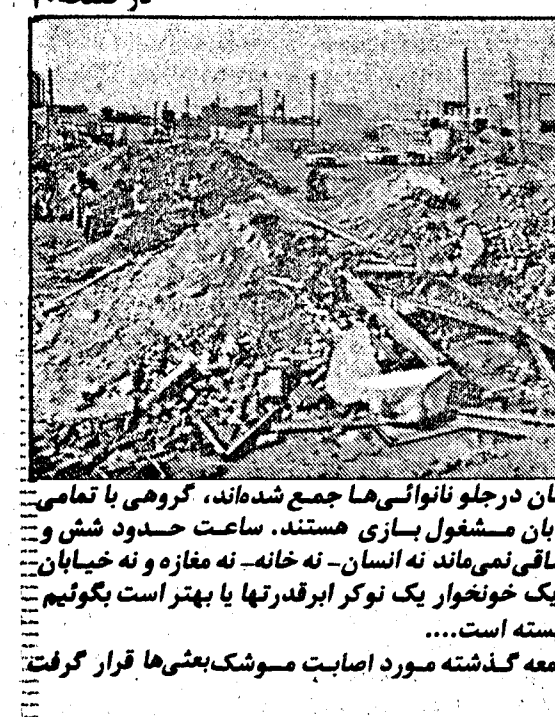 ان درجلو نانوائی‌ها جمع شده‌اند، گروهی با تمامی
ابان مشغول بازی هستند. ساعت حدود شش و
اقی نمی‌ماند نه انسان- نه خانه- نه مغازه و نه خیابان
یک خونخوار یک نوکر ابرقدرتها یا بهتر است بگوئیم
سته است....
معه گذشته مورد اصابت موشک بعثی‌ها قرار گرفت